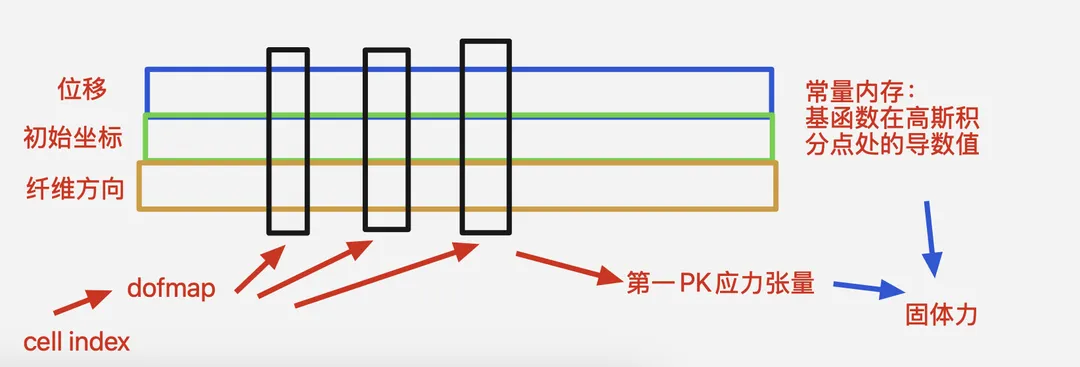 位移
初始坐标
纤维方向
常量内存：
基函数在高斯积
分点处的导数值
dofmap
cell index
第一PK应力张量
固体力